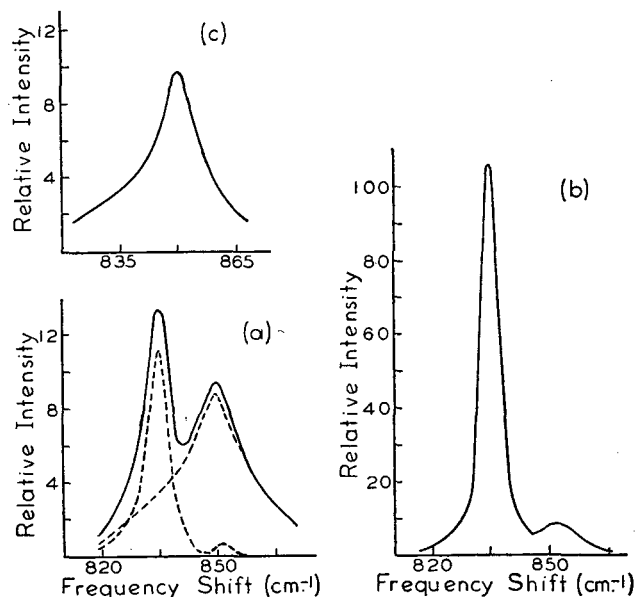 (c)
Relative Intensity
12
8
4
835
865
(a)
Relative Intensity
12
8
4
820
850
Frequency Shift (cm-1)
(b)
Relative Intensity
100
80
60
40
20
820
850
Frequency Shift (cm-1)